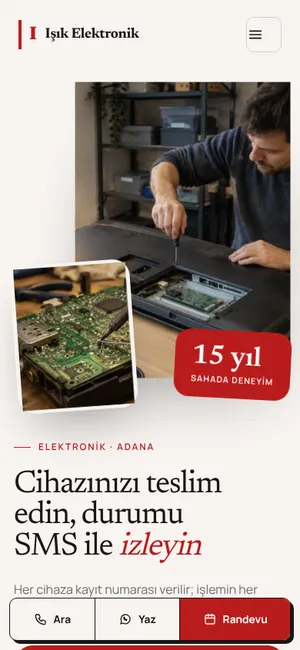 I Işık Elektronik
15 yıl
SAHADA DENEYİM
ELEKTRONİK · ADANA
Cihazınızı teslim
edin, durumu
SMS ile izleyin
Her cihaza kayıt numarası verilir; işlemin her
Ara
Yaz
Randevu